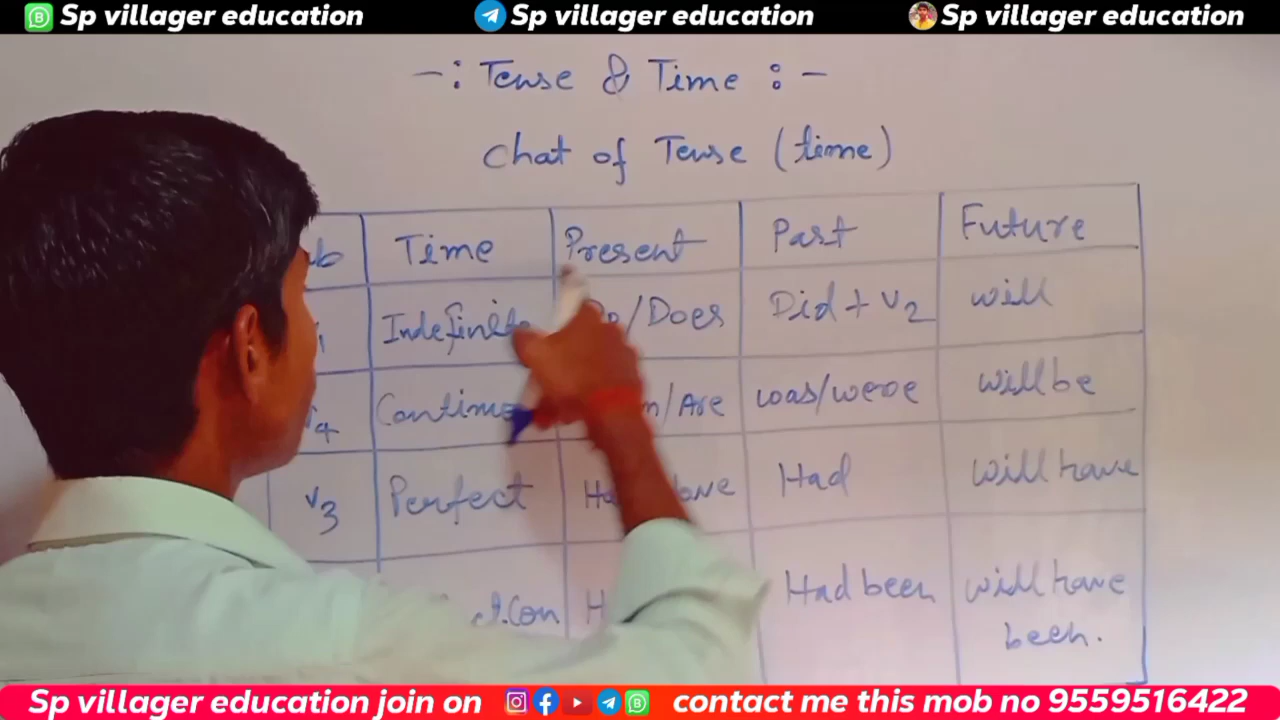 Sp villager education Sp villager education Sp villager education
-: Tense & Time :-
Chat of Tense (time)
Time Present Past Future
Indefinite /Does Did + V2 will
/Are was/were will be
V3 Perfect Had will have
Had been will have
been.
Sp villager education join on contact me this mob no 9559516422